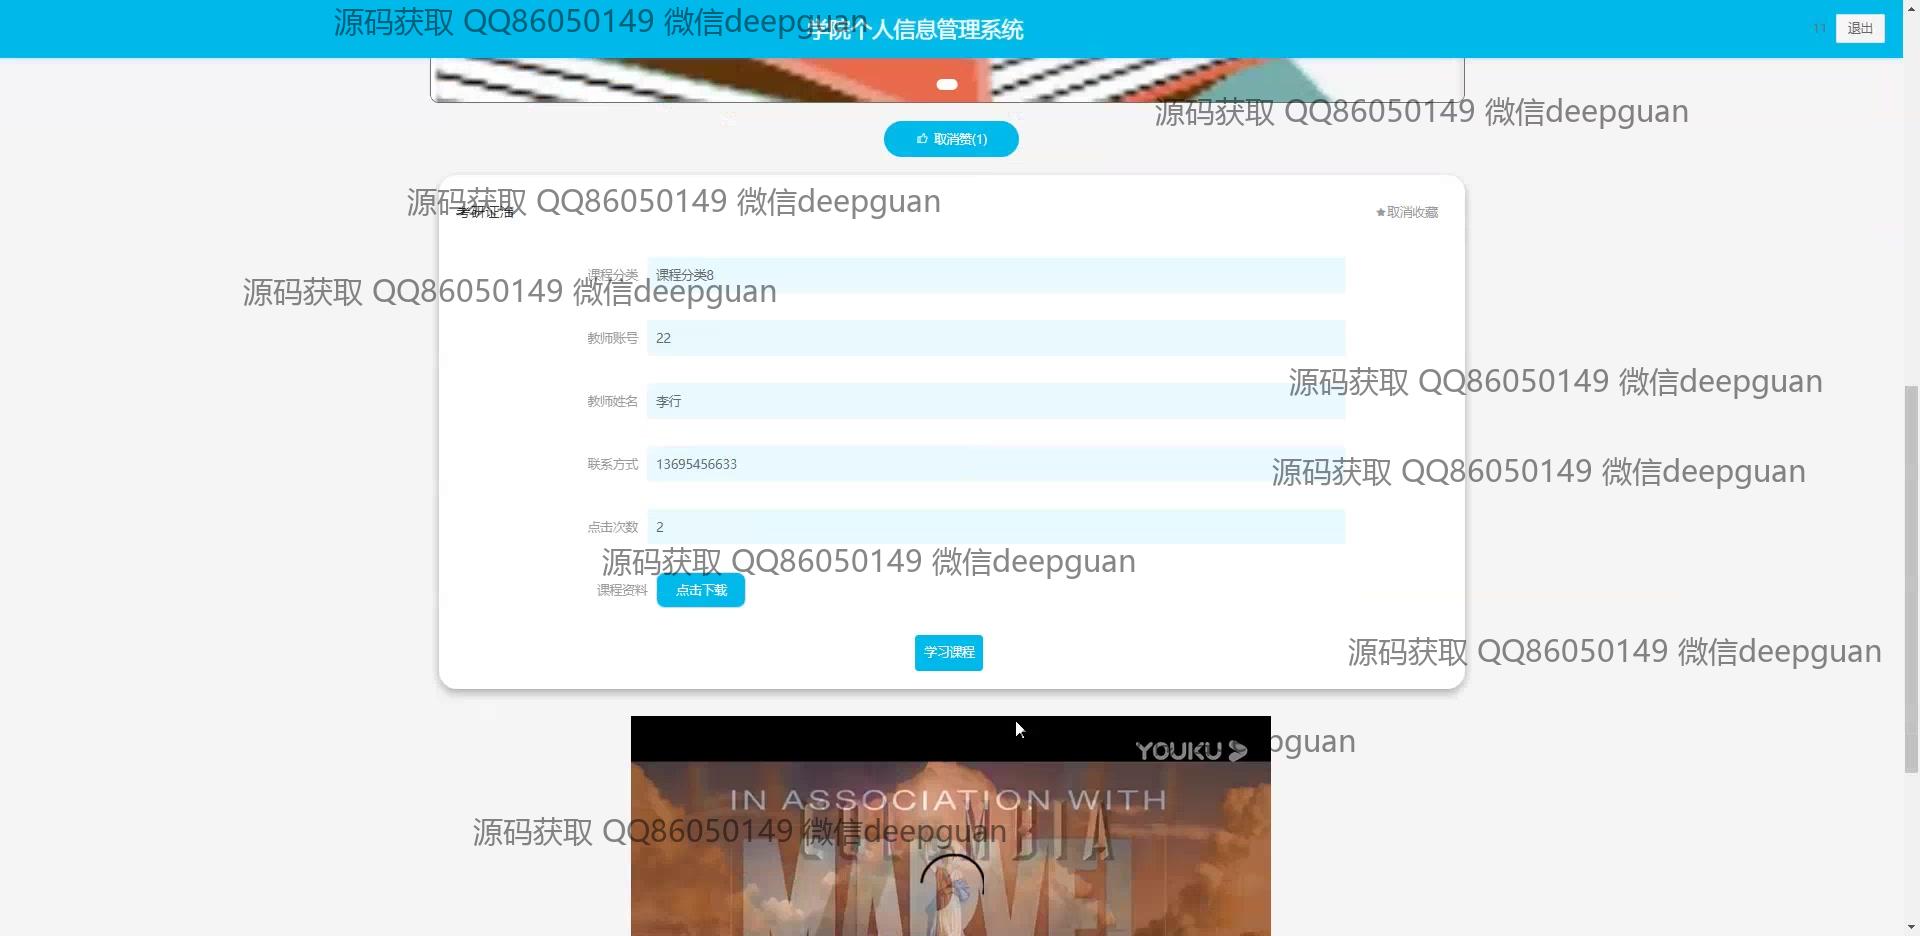 源码获取 QQ86050149 微信deepguan
学院个人信息管理系统
11
退出
源码获取 QQ86050149 微信deepguan
取消赞(1)
源码获取 QQ86050149 微信deepguan
★取消收藏
课程分类 课程分类8
源码获取 QQ86050149 微信deepguan
教师账号 22
源码获取 QQ86050149 微信deepguan
教师姓名 李行
联系方式 13695456633
源码获取 QQ86050149 微信deepguan
点击次数 2
源码获取 QQ86050149 微信deepguan
课程资料 点击下载
学习课程
源码获取 QQ86050149 微信deepguan
YOUKU
pguan
IN ASSOCIATION WITH
源码获取 QQ86050149 微信deepguan
COLUMBIA
MARVEL